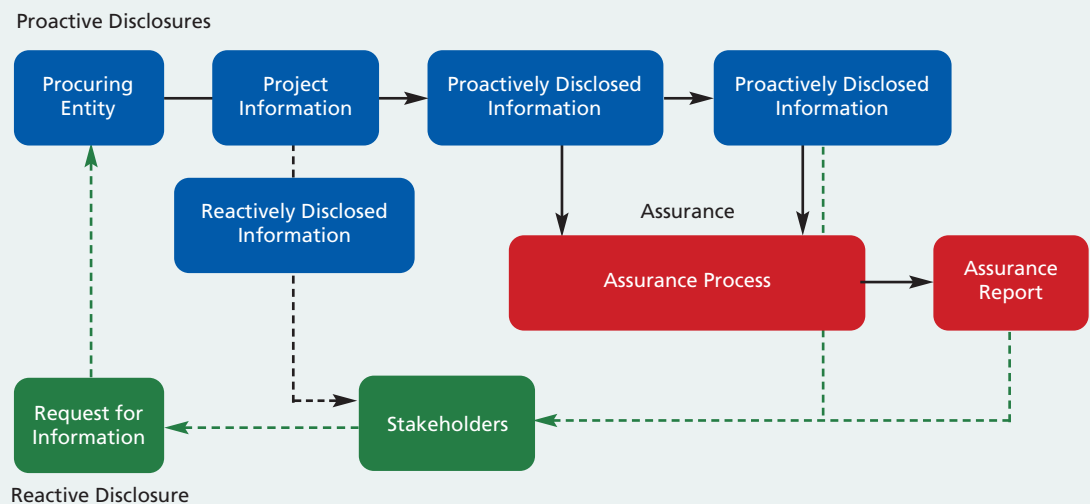 Proactive Disclosures
Procuring
Entity
Project
Information
Proactively Disclosed
Information
Proactively Disclosed
Information
Reactively Disclosed
Information
Assurance
Assurance Process
Assurance
Report
Request for
Information
Stakeholders
Reactive Disclosure